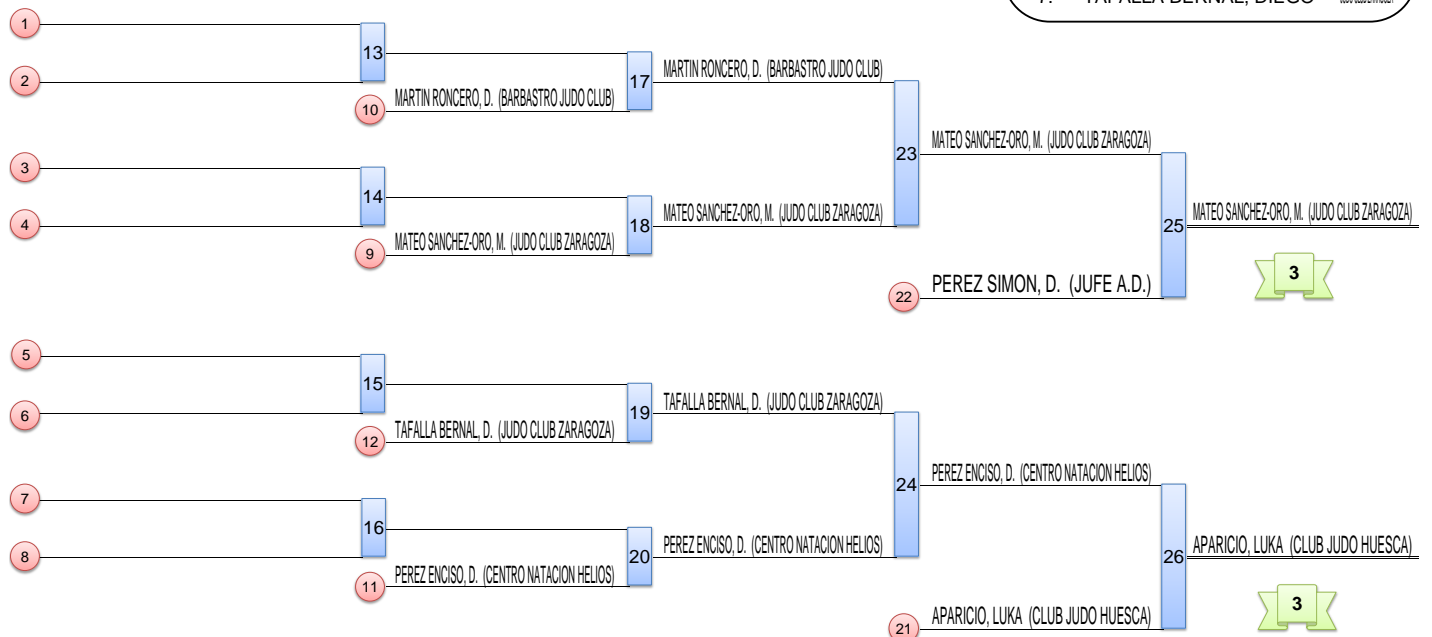 7. TAFALLA BERNAL, DIEGO
1
13
2
MARTIN RONCERO, D. (BARBASTRO JUDO CLUB)
10
17
MARTIN RONCERO, D. (BARBASTRO JUDO CLUB)
3
14
4
MATEO SANCHEZ-ORO, M. (JUDO CLUB ZARAGOZA)
9
18
MATEO SANCHEZ-ORO, M. (JUDO CLUB ZARAGOZA)
23
MATEO SANCHEZ-ORO, M. (JUDO CLUB ZARAGOZA)
22
PEREZ SIMON, D. (JUFE A.D.)
25
MATEO SANCHEZ-ORO, M. (JUDO CLUB ZARAGOZA)
3
5
15
6
TAFALLA BERNAL, D. (JUDO CLUB ZARAGOZA)
12
19
TAFALLA BERNAL, D. (JUDO CLUB ZARAGOZA)
7
16
8
PEREZ ENCISO, D. (CENTRO NATACION HELIOS)
11
20
PEREZ ENCISO, D. (CENTRO NATACION HELIOS)
24
PEREZ ENCISO, D. (CENTRO NATACION HELIOS)
21
APARICIO, LUKA (CLUB JUDO HUESCA)
26
APARICIO, LUKA (CLUB JUDO HUESCA)
3